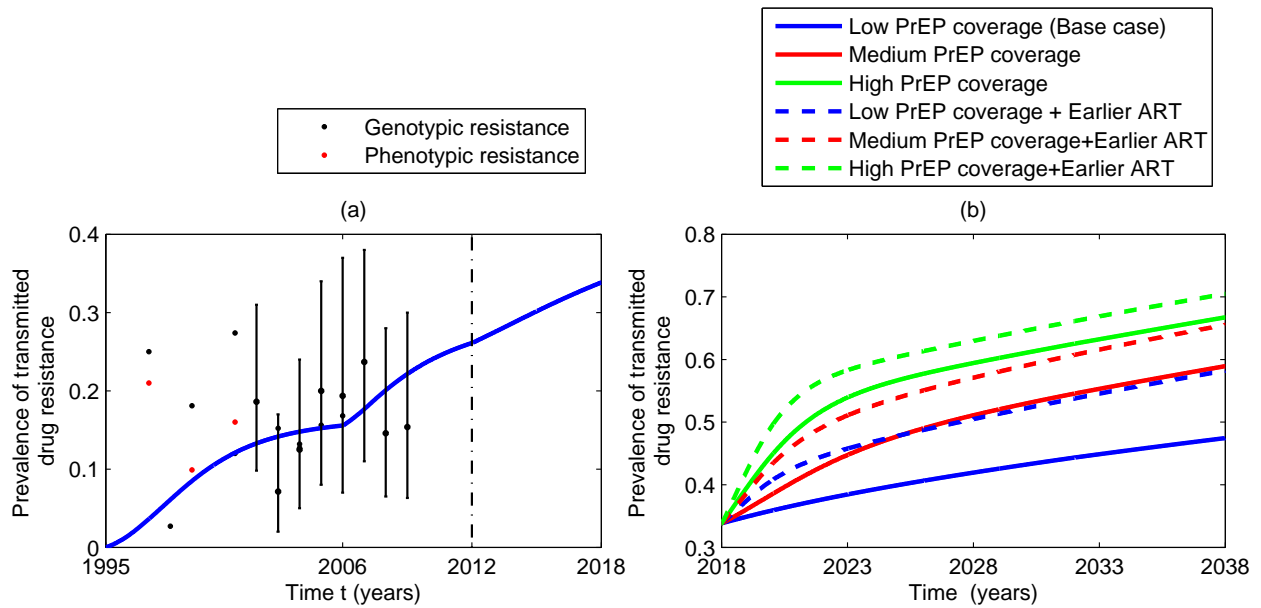 Genotypic resistance
Phenotypic resistance
(a)
Prevalence of transmitted
drug resistance
0.4
0.3
0.2
0.1
0
1995
2006
2012
2018
Time t (years)
Low PrEP coverage (Base case)
Medium PrEP coverage
High PrEP coverage
Low PrEP coverage + Earlier ART
Medium PrEP coverage+Earlier ART
High PrEP coverage+Earlier ART
(b)
Prevalence of transmitted
drug resistance
0.8
0.7
0.6
0.5
0.4
0.3
2018
2023
2028
2033
2038
Time (years)